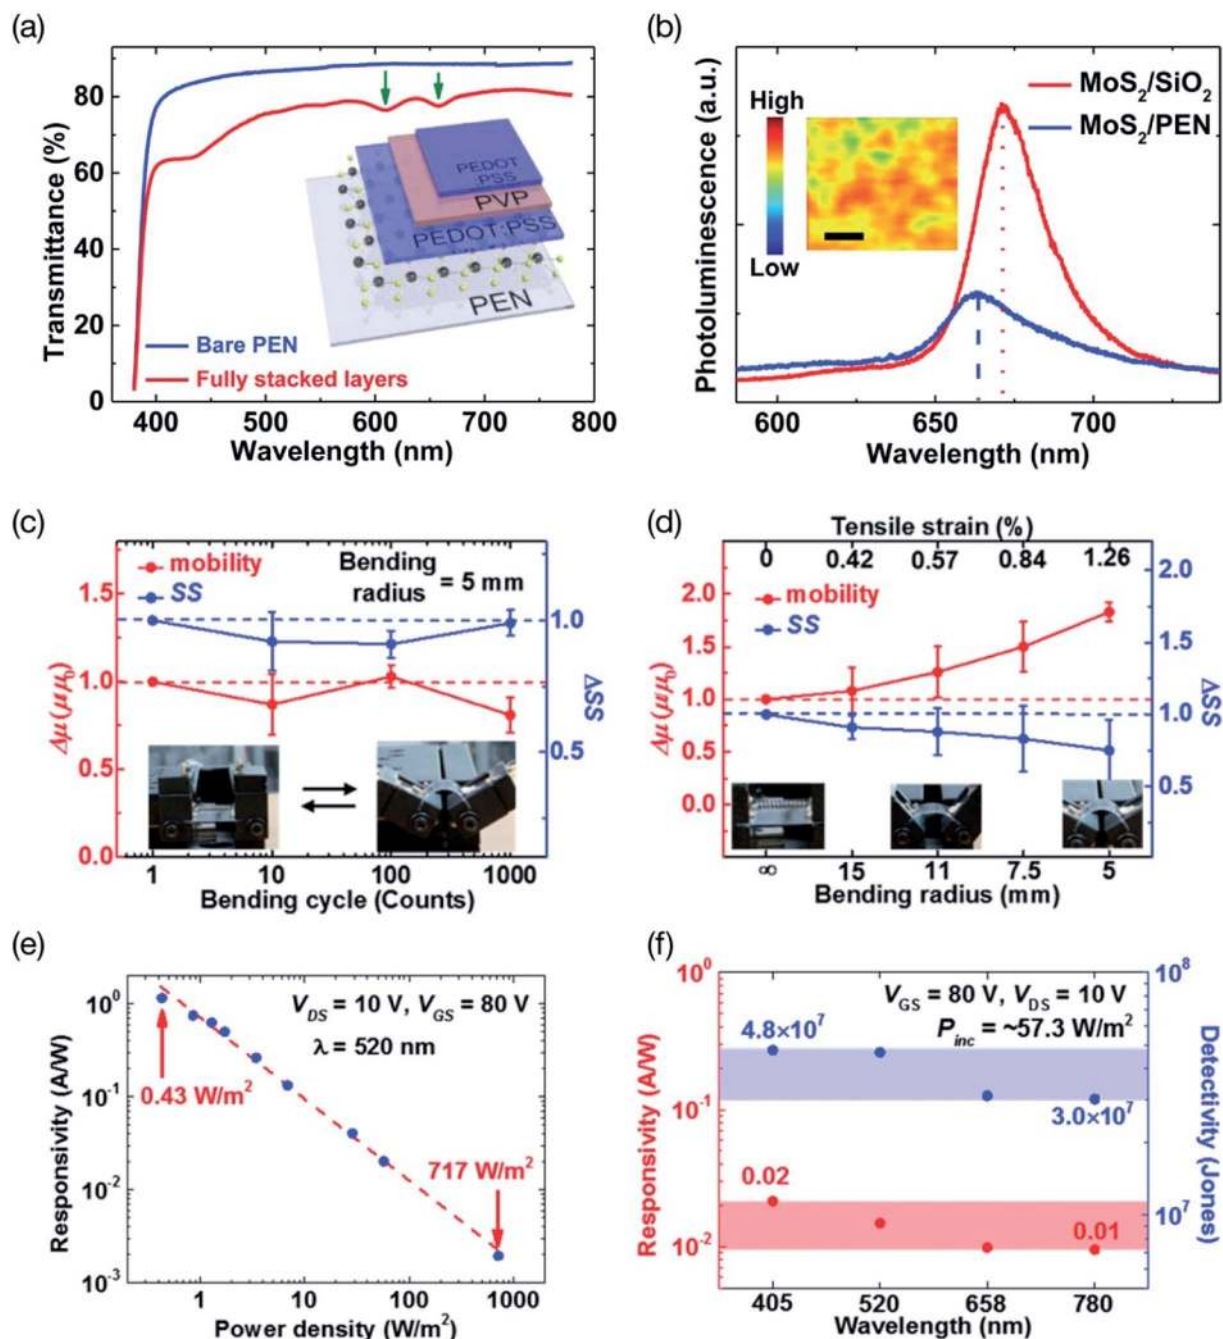 (a)
80
60
40
20
0
Transmittance (%)
PEDOT
:PSS
PVP
PEDOT:PSS
PEN
Bare PEN
Fully stacked layers
400 500 600 700 800
Wavelength (nm)
(b)
High
Low
MoS₂/SiO₂
MoS₂/PEN
Photoluminescence (a.u.)
600 650 700
Wavelength (nm)
(c)
mobility
SS
Bending
radius = 5 mm
1.5
1.0
0.5
0.0
Δμ (μ/μ₀)
1.0
0.5
ΔSS
1 10 100 1000
Bending cycle (Counts)
(d)
Tensile strain (%)
0 0.42 0.57 0.84 1.26
mobility
SS
2.0
1.5
1.0
0.5
0.0
Δμ (μ/μ₀)
2.0
1.5
1.0
0.5
ΔSS
∞ 15 11 7.5 5
Bending radius (mm)
(e)
V_DS = 10 V, V_GS = 80 V
λ = 520 nm
0.43 W/m²
717 W/m²
10⁰
10⁻¹
10⁻²
10⁻³
Responsivity (A/W)
1 10 100 1000
Power density (W/m²)
(f)
V_GS = 80 V, V_DS = 10 V
P_inc = ~57.3 W/m²
4.8×10⁷
3.0×10⁷
0.02
0.01
10⁰
10⁻¹
10⁻²
Responsivity (A/W)
10⁸
10⁷
Detectivity (Jones)
405 520 658 780
Wavelength (nm)